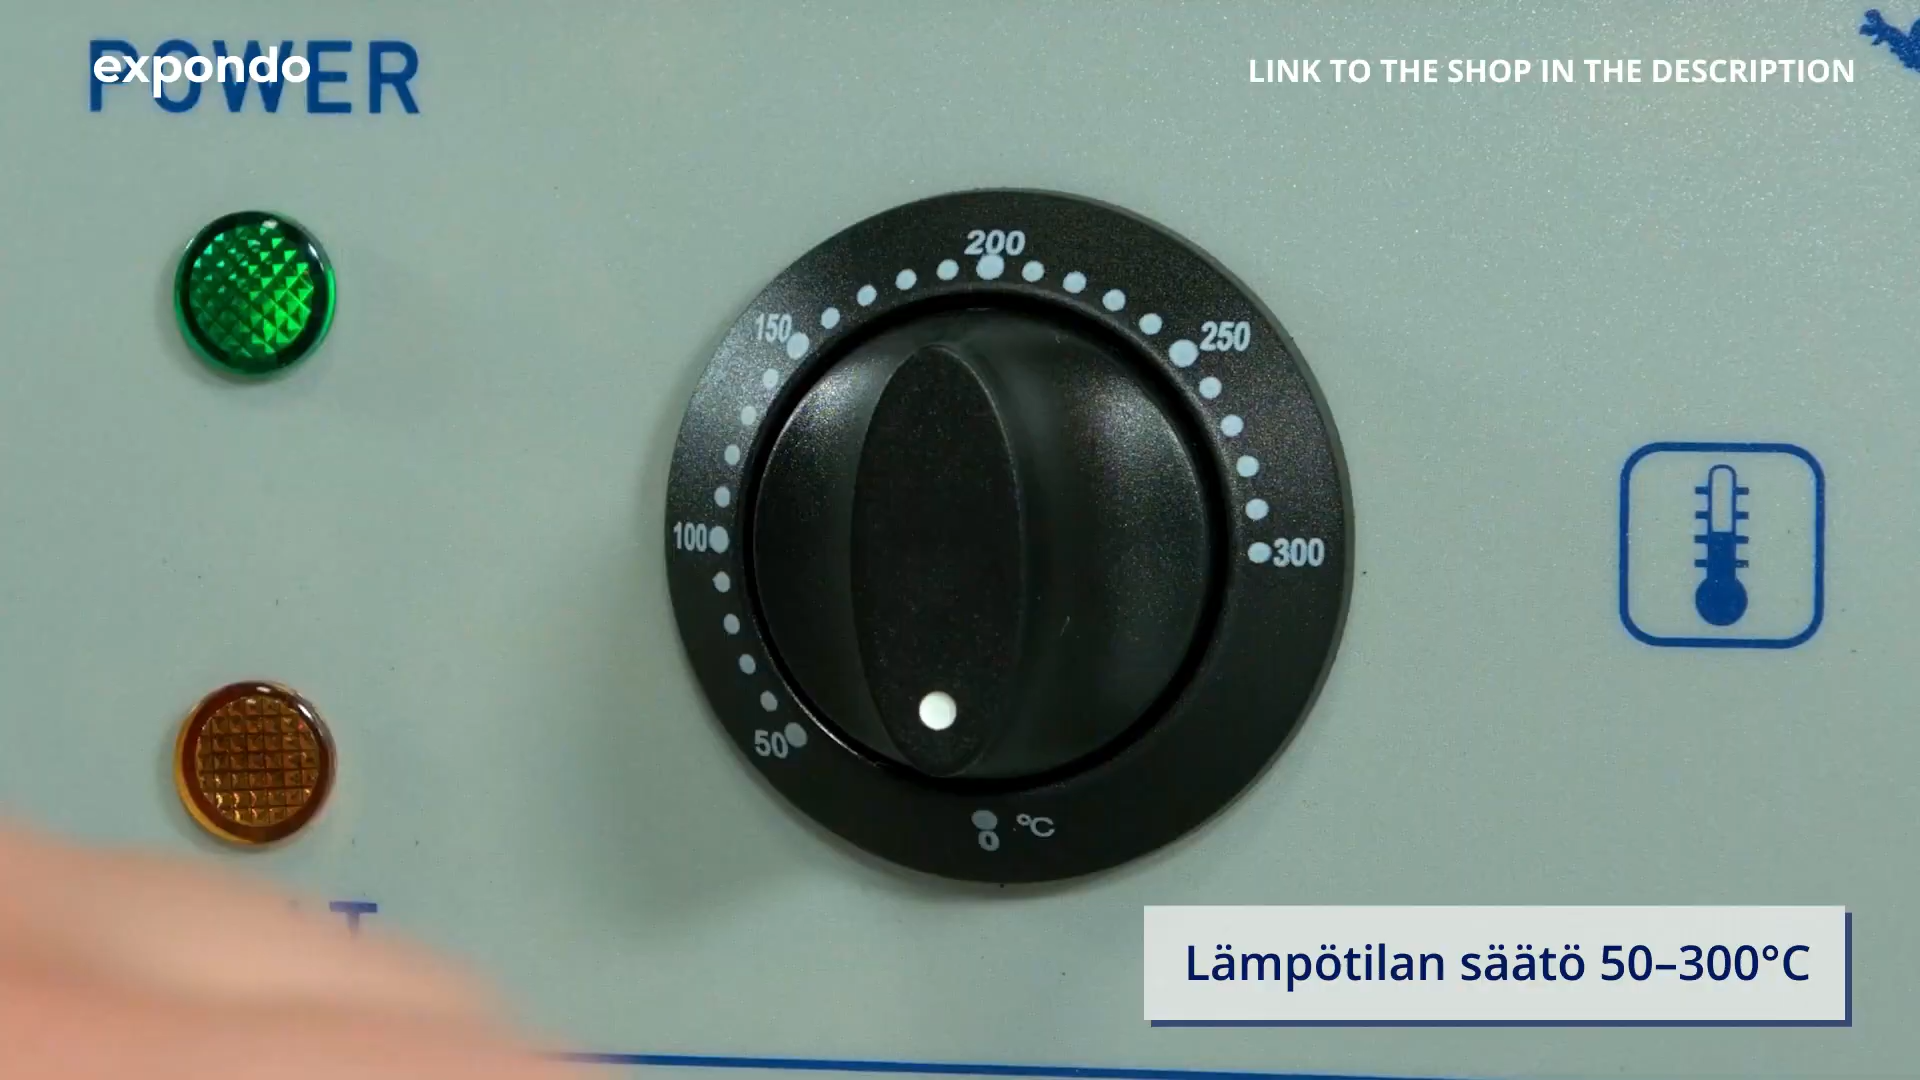 POWER
expondo
LINK TO THE SHOP IN THE DESCRIPTION
200
150
250
100
300
50
0 °C
T
Lämpötilan säätö 50–300°C